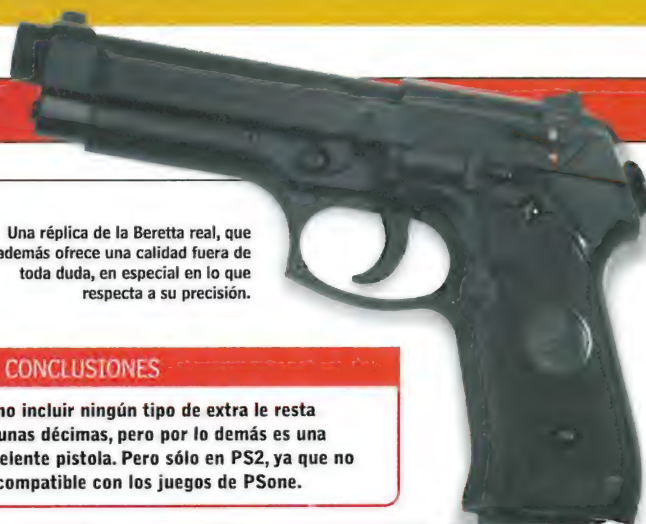 Una réplica de la Beretta real, que
además ofrece una calidad fuera de
toda duda, en especial en lo que
respecta a su precisión.
CONCLUSIONES
no incluir ningún tipo de extra le resta
unas décimas, pero por lo demás es una
elente pistola. Pero sólo en PS2, ya que no
compatible con los juegos de PSone.